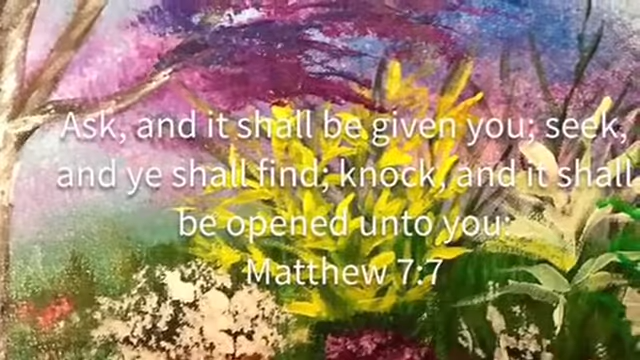 Ask, and it shall be given you; seek,
and ye shall find; knock, and it shall
be opened unto you:
Matthew 7:7